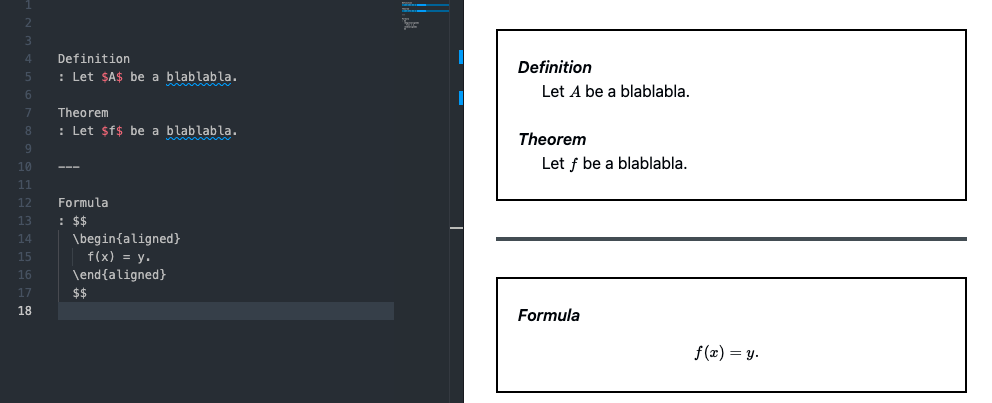 1
2
3
4 Definition
5 : Let $A$ be a blablabla.
6
7 Theorem
8 : Let $f$ be a blablabla.
9
10 ---
11
12 Formula
13 : $$
14 \begin{aligned}
15 f(x) = y.
16 \end{aligned}
17 $$
18
Definition
Let A be a blablabla.
Theorem
Let f be a blablabla.
Formula
f(x) = y.